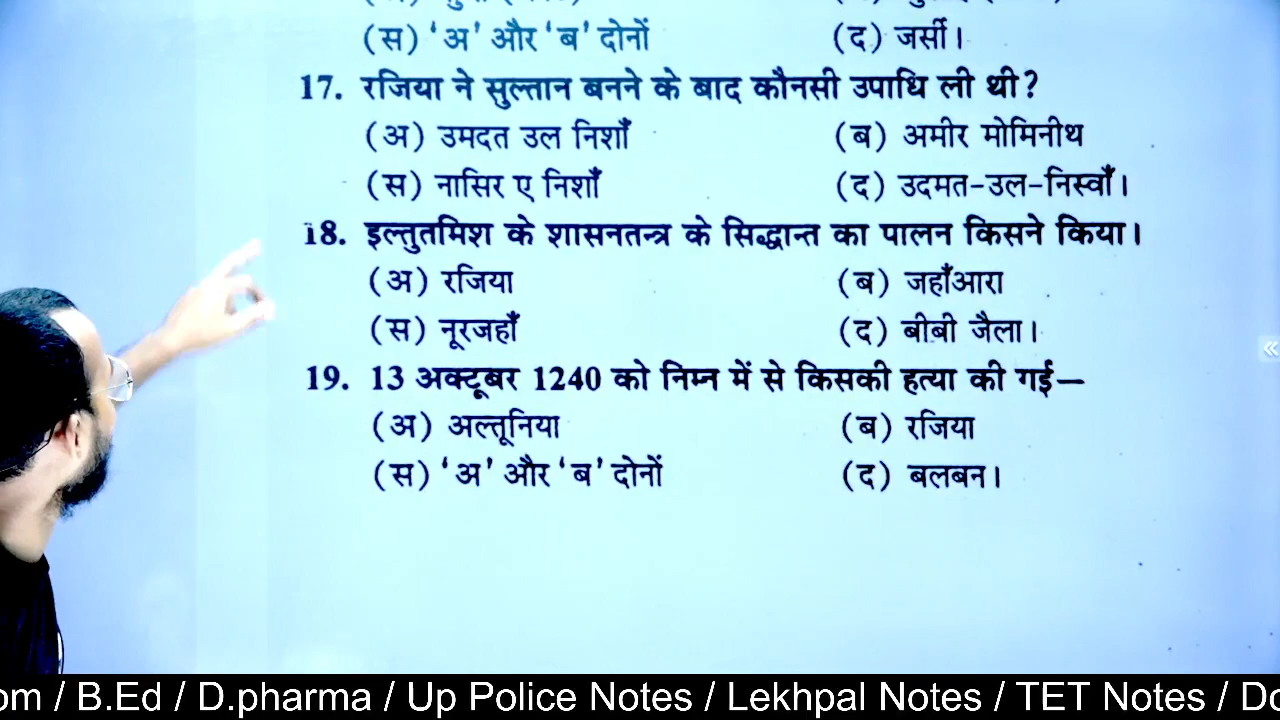 (स) ‘अ’ और ‘ब’ दोनों (द) जर्सी।
17. रजिया ने सुल्तान बनने के बाद कौनसी उपाधि ली थी?
(अ) उमदत उल निशाँ (ब) अमीर मोमिनीथ
(स) नासिर ए निशाँ (द) उदमत-उल-निस्वाँ।
18. इल्तुतमिश के शासनतन्त्र के सिद्धान्त का पालन किसने किया।
(अ) रजिया (ब) जहाँआरा
(स) नूरजहाँ (द) बीबी जैला।
19. 13 अक्टूबर 1240 को निम्न में से किसकी हत्या की गई—
(अ) अल्तूनिया (ब) रजिया
(स) ‘अ’ और ‘ब’ दोनों (द) बलबन।
om / B.Ed / D.pharma / Up Police Notes / Lekhpal Notes / TET Notes / Do